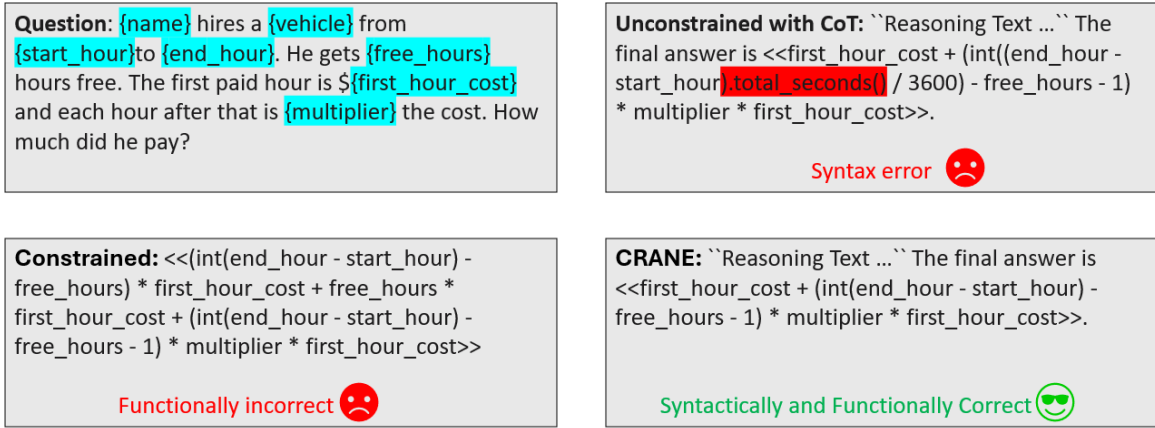 Question: {name} hires a {vehicle} from
{start_hour}to {end_hour}. He gets {free_hours}
hours free. The first paid hour is ${first_hour_cost}
and each hour after that is {multiplier} the cost. How
much did he pay?
Unconstrained with CoT: ``Reasoning Text ...`` The
final answer is <<first_hour_cost + (int((end_hour -
start_hour).total_seconds() / 3600) - free_hours - 1)
* multiplier * first_hour_cost>>.
Syntax error
Constrained: <<(int(end_hour - start_hour) -
free_hours) * first_hour_cost + free_hours *
first_hour_cost + (int(end_hour - start_hour) -
free_hours - 1) * multiplier * first_hour_cost>>
Functionally incorrect
CRANE: ``Reasoning Text ...`` The final answer is
<<first_hour_cost + (int(end_hour - start_hour) -
free_hours - 1) * multiplier * first_hour_cost>>.
Syntactically and Functionally Correct